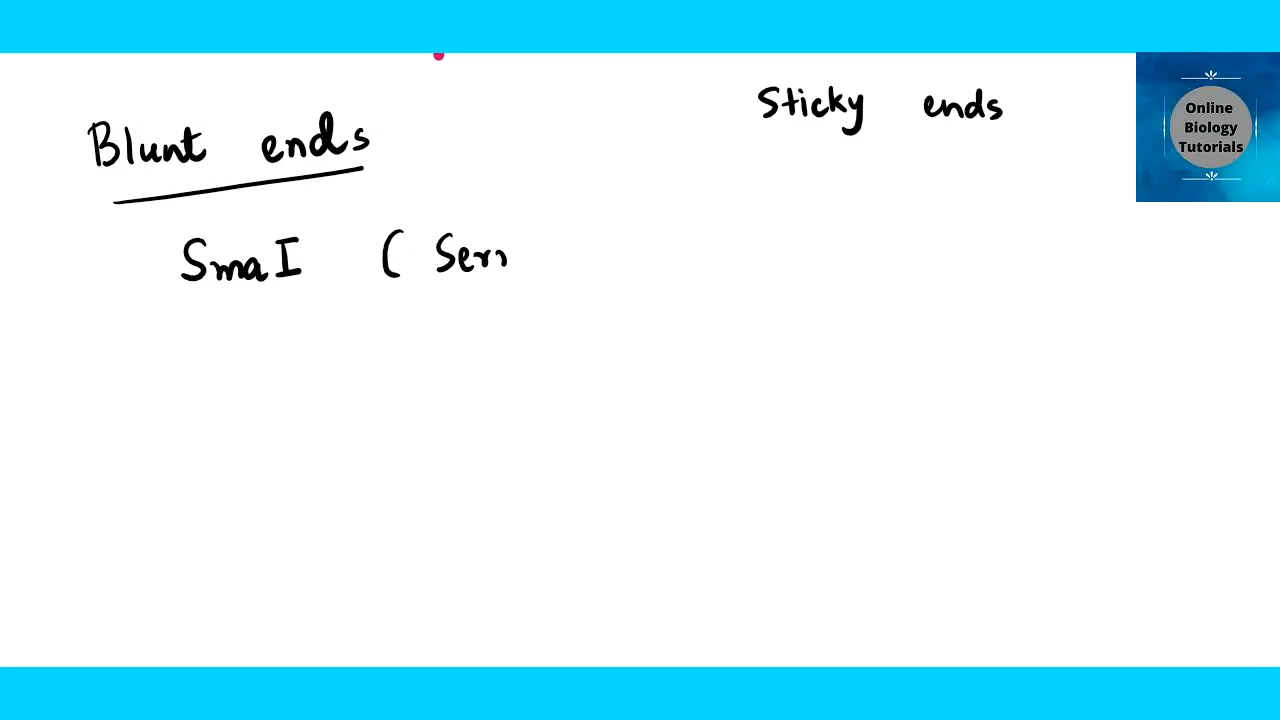 Blunt ends
Sticky ends
SmaI ( Serr
Online
Biology
Tutorials